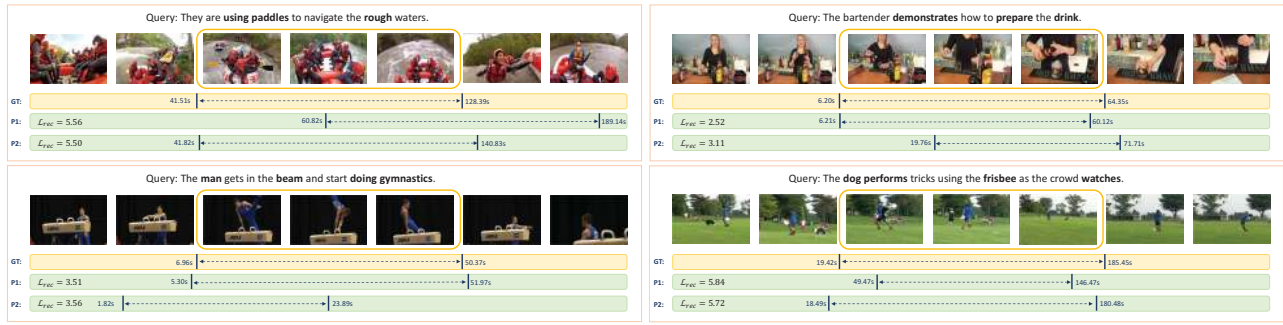 Query: They are using paddles to navigate the rough waters.
GT: 41.51s 128.39s
P1: ℒrec = 5.56 60.82s 189.14s
P2: ℒrec = 5.50 41.82s 140.83s
Query: The bartender demonstrates how to prepare the drink.
GT: 6.20s 64.35s
P1: ℒrec = 2.52 6.21s 60.12s
P2: ℒrec = 3.11 19.76s 71.71s
Query: The man gets in the beam and start doing gymnastics.
GT: 6.96s 50.37s
P1: ℒrec = 3.51 5.30s 51.97s
P2: ℒrec = 3.56 1.82s 23.89s
Query: The dog performs tricks using the frisbee as the crowd watches.
GT: 19.42s 185.45s
P1: ℒrec = 5.84 49.47s 146.47s
P2: ℒrec = 5.72 18.49s 180.48s